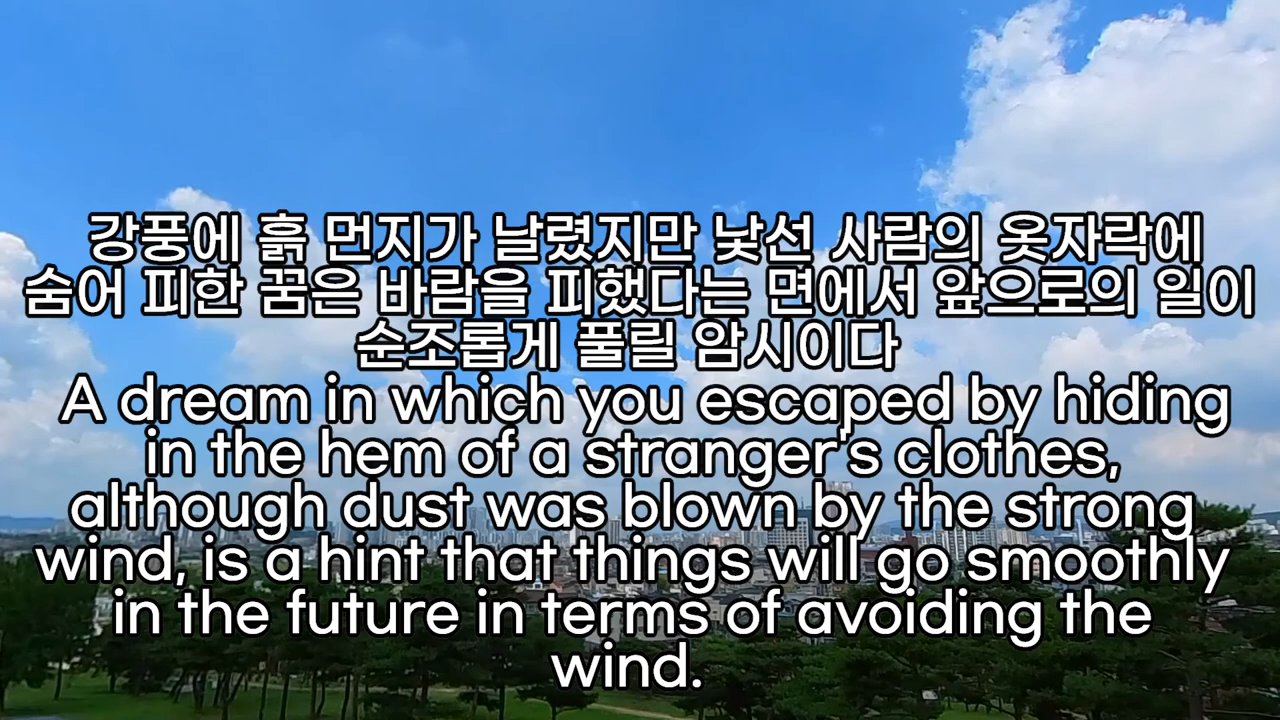 강풍에 흙 먼지가 날렸지만 낯선 사람의 옷자락에
숨어 피한 꿈은 바람을 피했다는 면에서 앞으로의 일이
순조롭게 풀릴 암시이다
A dream in which you escaped by hiding
in the hem of a stranger's clothes,
although dust was blown by the strong
wind, is a hint that things will go smoothly
in the future in terms of avoiding the
wind.